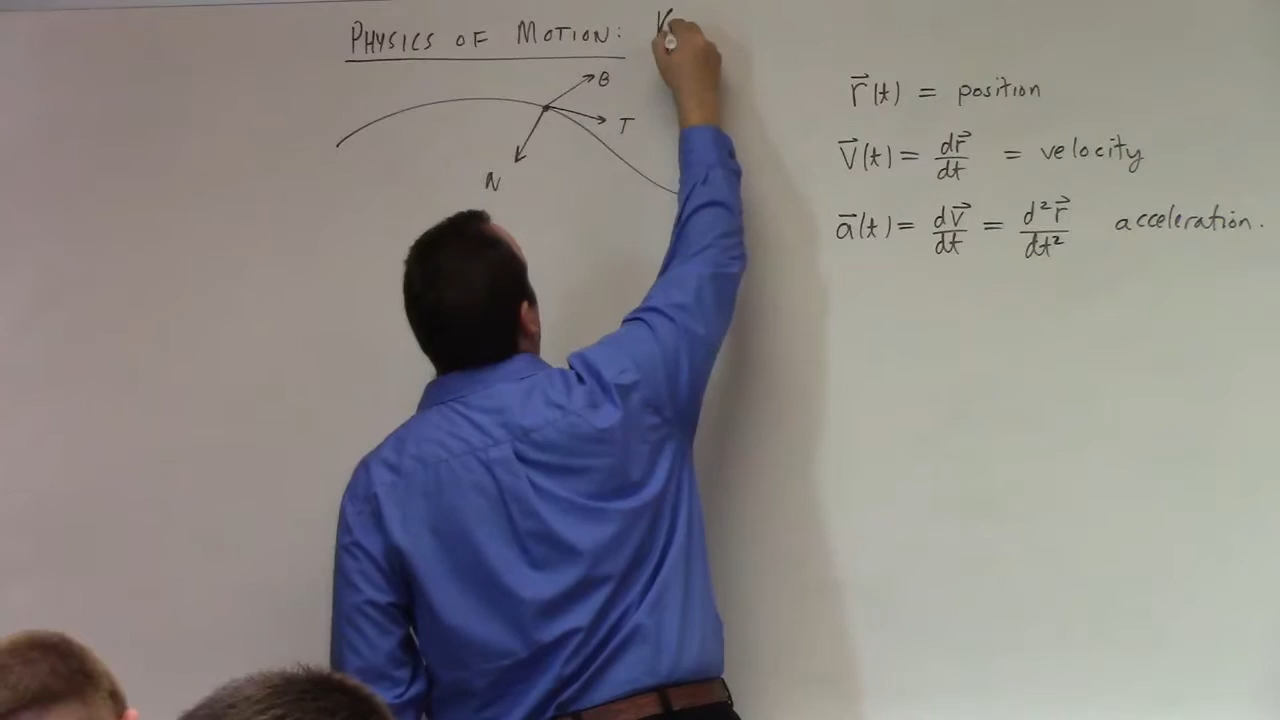 PHYSICS OF MOTION: V
B
T
N
r⃗(t) = position
v⃗(t) = dr⃗/dt = velocity
a⃗(t) = dv⃗/dt = d²r⃗/dt² acceleration.